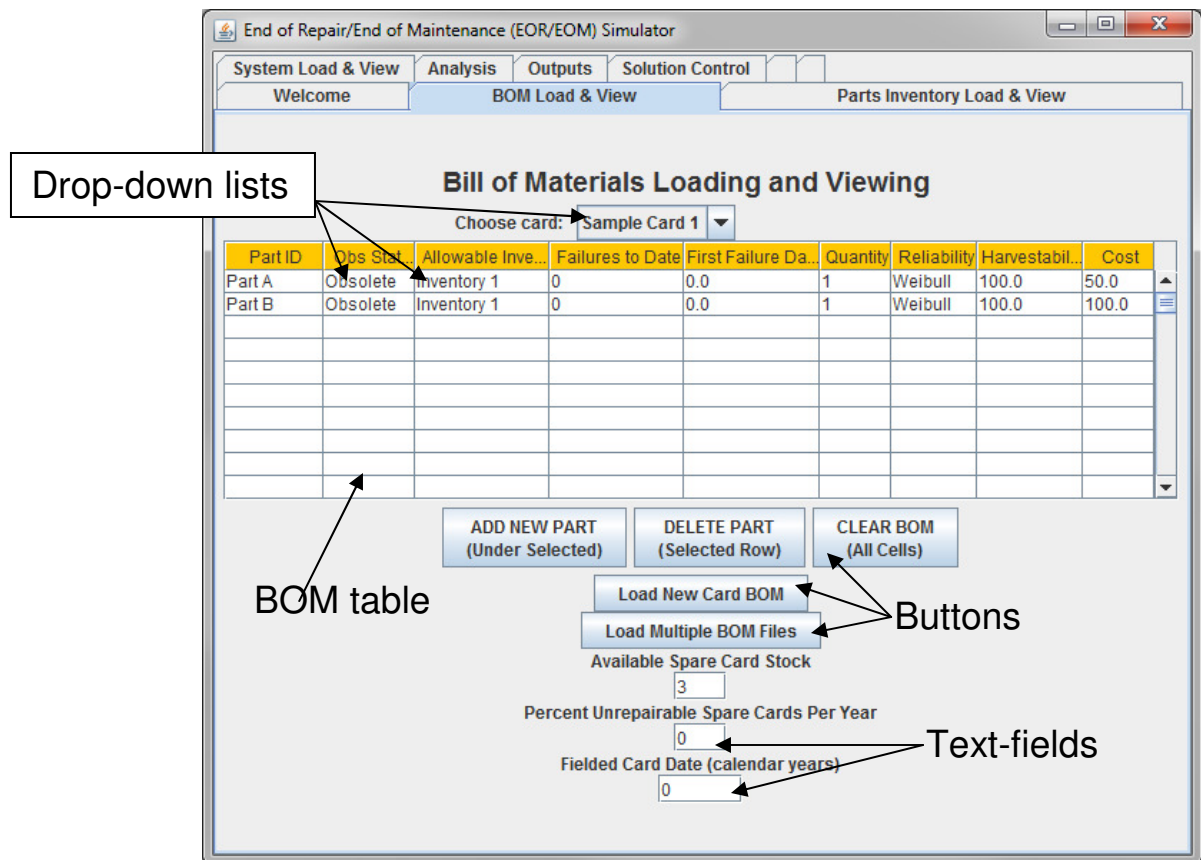 End of Repair/End of Maintenance (EOR/EOM) Simulator
System Load & View Analysis Outputs Solution Control
Welcome BOM Load & View Parts Inventory Load & View
Drop-down lists
Bill of Materials Loading and Viewing
Choose card: Sample Card 1
Part ID Obs Stat... Allowable Inve... Failures to Date First Failure Da... Quantity Reliability Harvestabil... Cost
Part A Obsolete Inventory 1 0 0.0 1 Weibull 100.0 50.0
Part B Obsolete Inventory 1 0 0.0 1 Weibull 100.0 100.0
ADD NEW PART DELETE PART CLEAR BOM
(Under Selected) (Selected Row) (All Cells)
BOM table
Load New Card BOM
Buttons
Load Multiple BOM Files
Available Spare Card Stock
3
Percent Unrepairable Spare Cards Per Year
0
Text-fields
Fielded Card Date (calendar years)
0